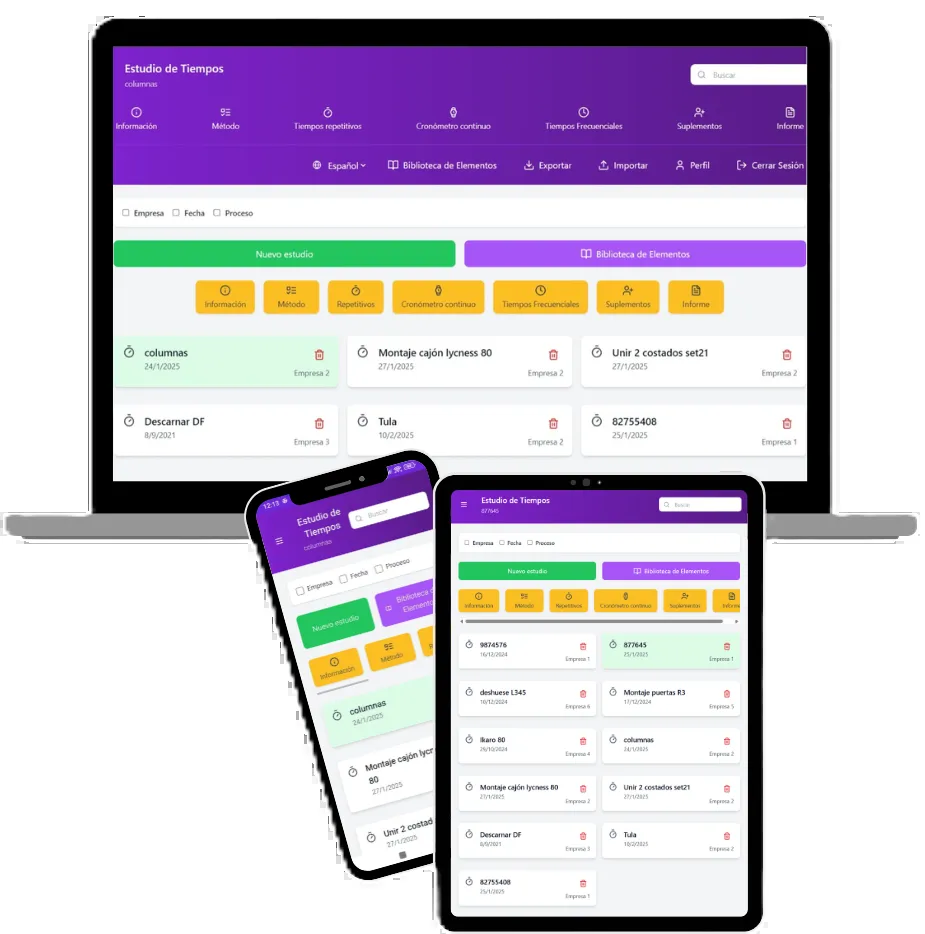 Estudio de Tiempos
columnas
Buscar
Información
Método
Tiempos repetitivos
Cronómetro continuo
Tiempos Frecuenciales
Suplementos
Informe
Español
Biblioteca de Elementos
Exportar
Importar
Perfil
Cerrar Sesión
Empresa
Fecha
Proceso
Nuevo estudio
Biblioteca de Elementos
Información
Método
Repetitivos
Cronómetro continuo
Tiempos Frecuenciales
Suplementos
Informe
columnas
24/1/2025
Empresa 2
Montaje cajón lycness 80
27/1/2025
Empresa 2
Unir 2 costados set21
27/1/2025
Empresa 2
Descarnar DF
8/9/2021
Empresa 3
Tula
10/2/2025
Empresa 2
82755408
25/1/2025
Empresa 1
12:13
Estudio de
Tiempos
columnas
Buscar
Empresa
Fecha
Proceso
Nuevo estudio
Biblioteca d
Elemento
Información
Método
columnas
24/1/2025
Montaje cajón lycn
80
27/1/2025
Unir 2 costad
27/1/2025
Estudio de Tiempos
877645
Buscar
Empresa
Fecha
Proceso
Nuevo estudio
Biblioteca de Elementos
Información
Método
Repetitivos
Cronómetro continuo
Suplementos
Inform
9874576
16/12/2024
Empresa 1
877645
25/1/2025
Empresa 1
deshuese L345
10/12/2024
Empresa 6
Montaje puertas R3
17/12/2024
Empresa 5
Ikaro 80
26/10/2024
Empresa 4
columnas
24/1/2025
Empresa 2
Montaje cajón lycness 80
27/1/2025
Empresa 2
Unir 2 costados set21
27/1/2025
Empresa 2
Descarnar DF
8/9/2021
Empresa 3
Tula
10/2/2025
Empresa 2
82755408
25/1/2025
Empresa 1